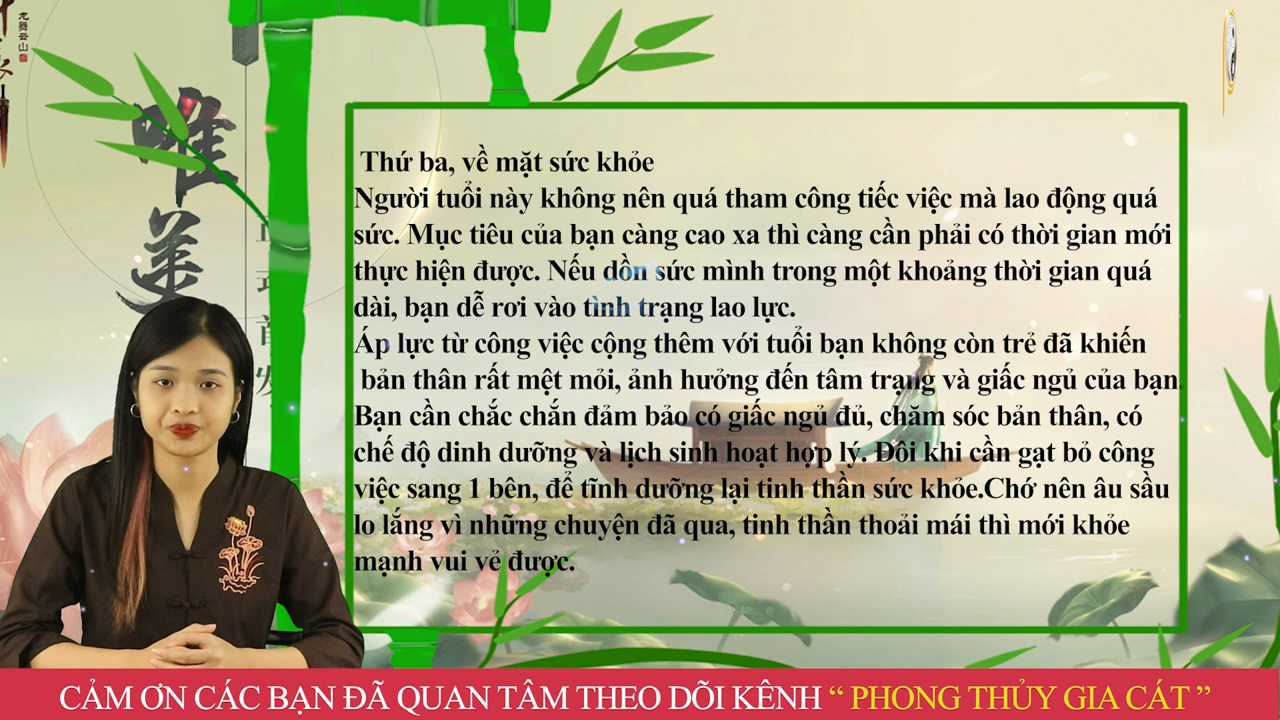 龙舞云山
唯
莲
Thứ ba, về mặt sức khỏe
Người tuổi này không nên quá tham công tiếc việc mà lao động quá
sức. Mục tiêu của bạn càng cao xa thì càng cần phải có thời gian mới
thực hiện được. Nếu dồn sức mình trong một khoảng thời gian quá
dài, bạn dễ rơi vào tình trạng lao lực.
Áp lực từ công việc cộng thêm với tuổi bạn không còn trẻ đã khiến
bản thân rất mệt mỏi, ảnh hưởng đến tâm trạng và giấc ngủ của bạn.
Bạn cần chắc chắn đảm bảo có giấc ngủ đủ, chăm sóc bản thân, có
chế độ dinh dưỡng và lịch sinh hoạt hợp lý. Đôi khi cần gạt bỏ công
việc sang 1 bên, để tĩnh dưỡng lại tinh thần sức khỏe.Chớ nên âu sầu
lo lắng vì những chuyện đã qua, tinh thần thoải mái thì mới khỏe
mạnh vui vẻ được.
CẢM ƠN CÁC BẠN ĐÃ QUAN TÂM THEO DÕI KÊNH “ PHONG THỦY GIA CÁT ”